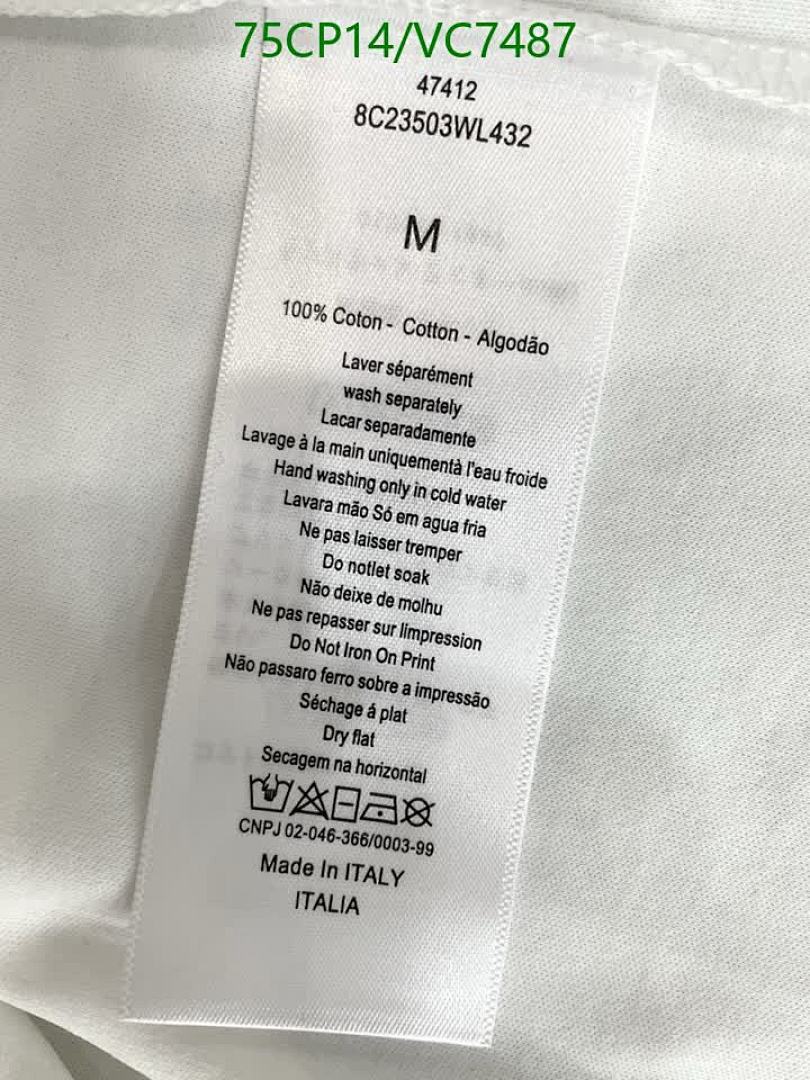 75CP14/VC7487
47412
8C23503WL432
M
100% Coton - Cotton - Algodão
Laver séparément
wash separately
Lacar separadamente
Lavage à la main uniquementà l'eau froide
Hand washing only in cold water
Lavara mão Só em agua fria
Ne pas laisser tremper
Do notlet soak
Não deixe de molhu
Ne pas repasser sur limpression
Do Not Iron On Print
Não passaro ferro sobre a impressão
Séchage á plat
Dry flat
Secagem na horizontal
CNPJ 02-046-366/0003-99
Made In ITALY
ITALIA